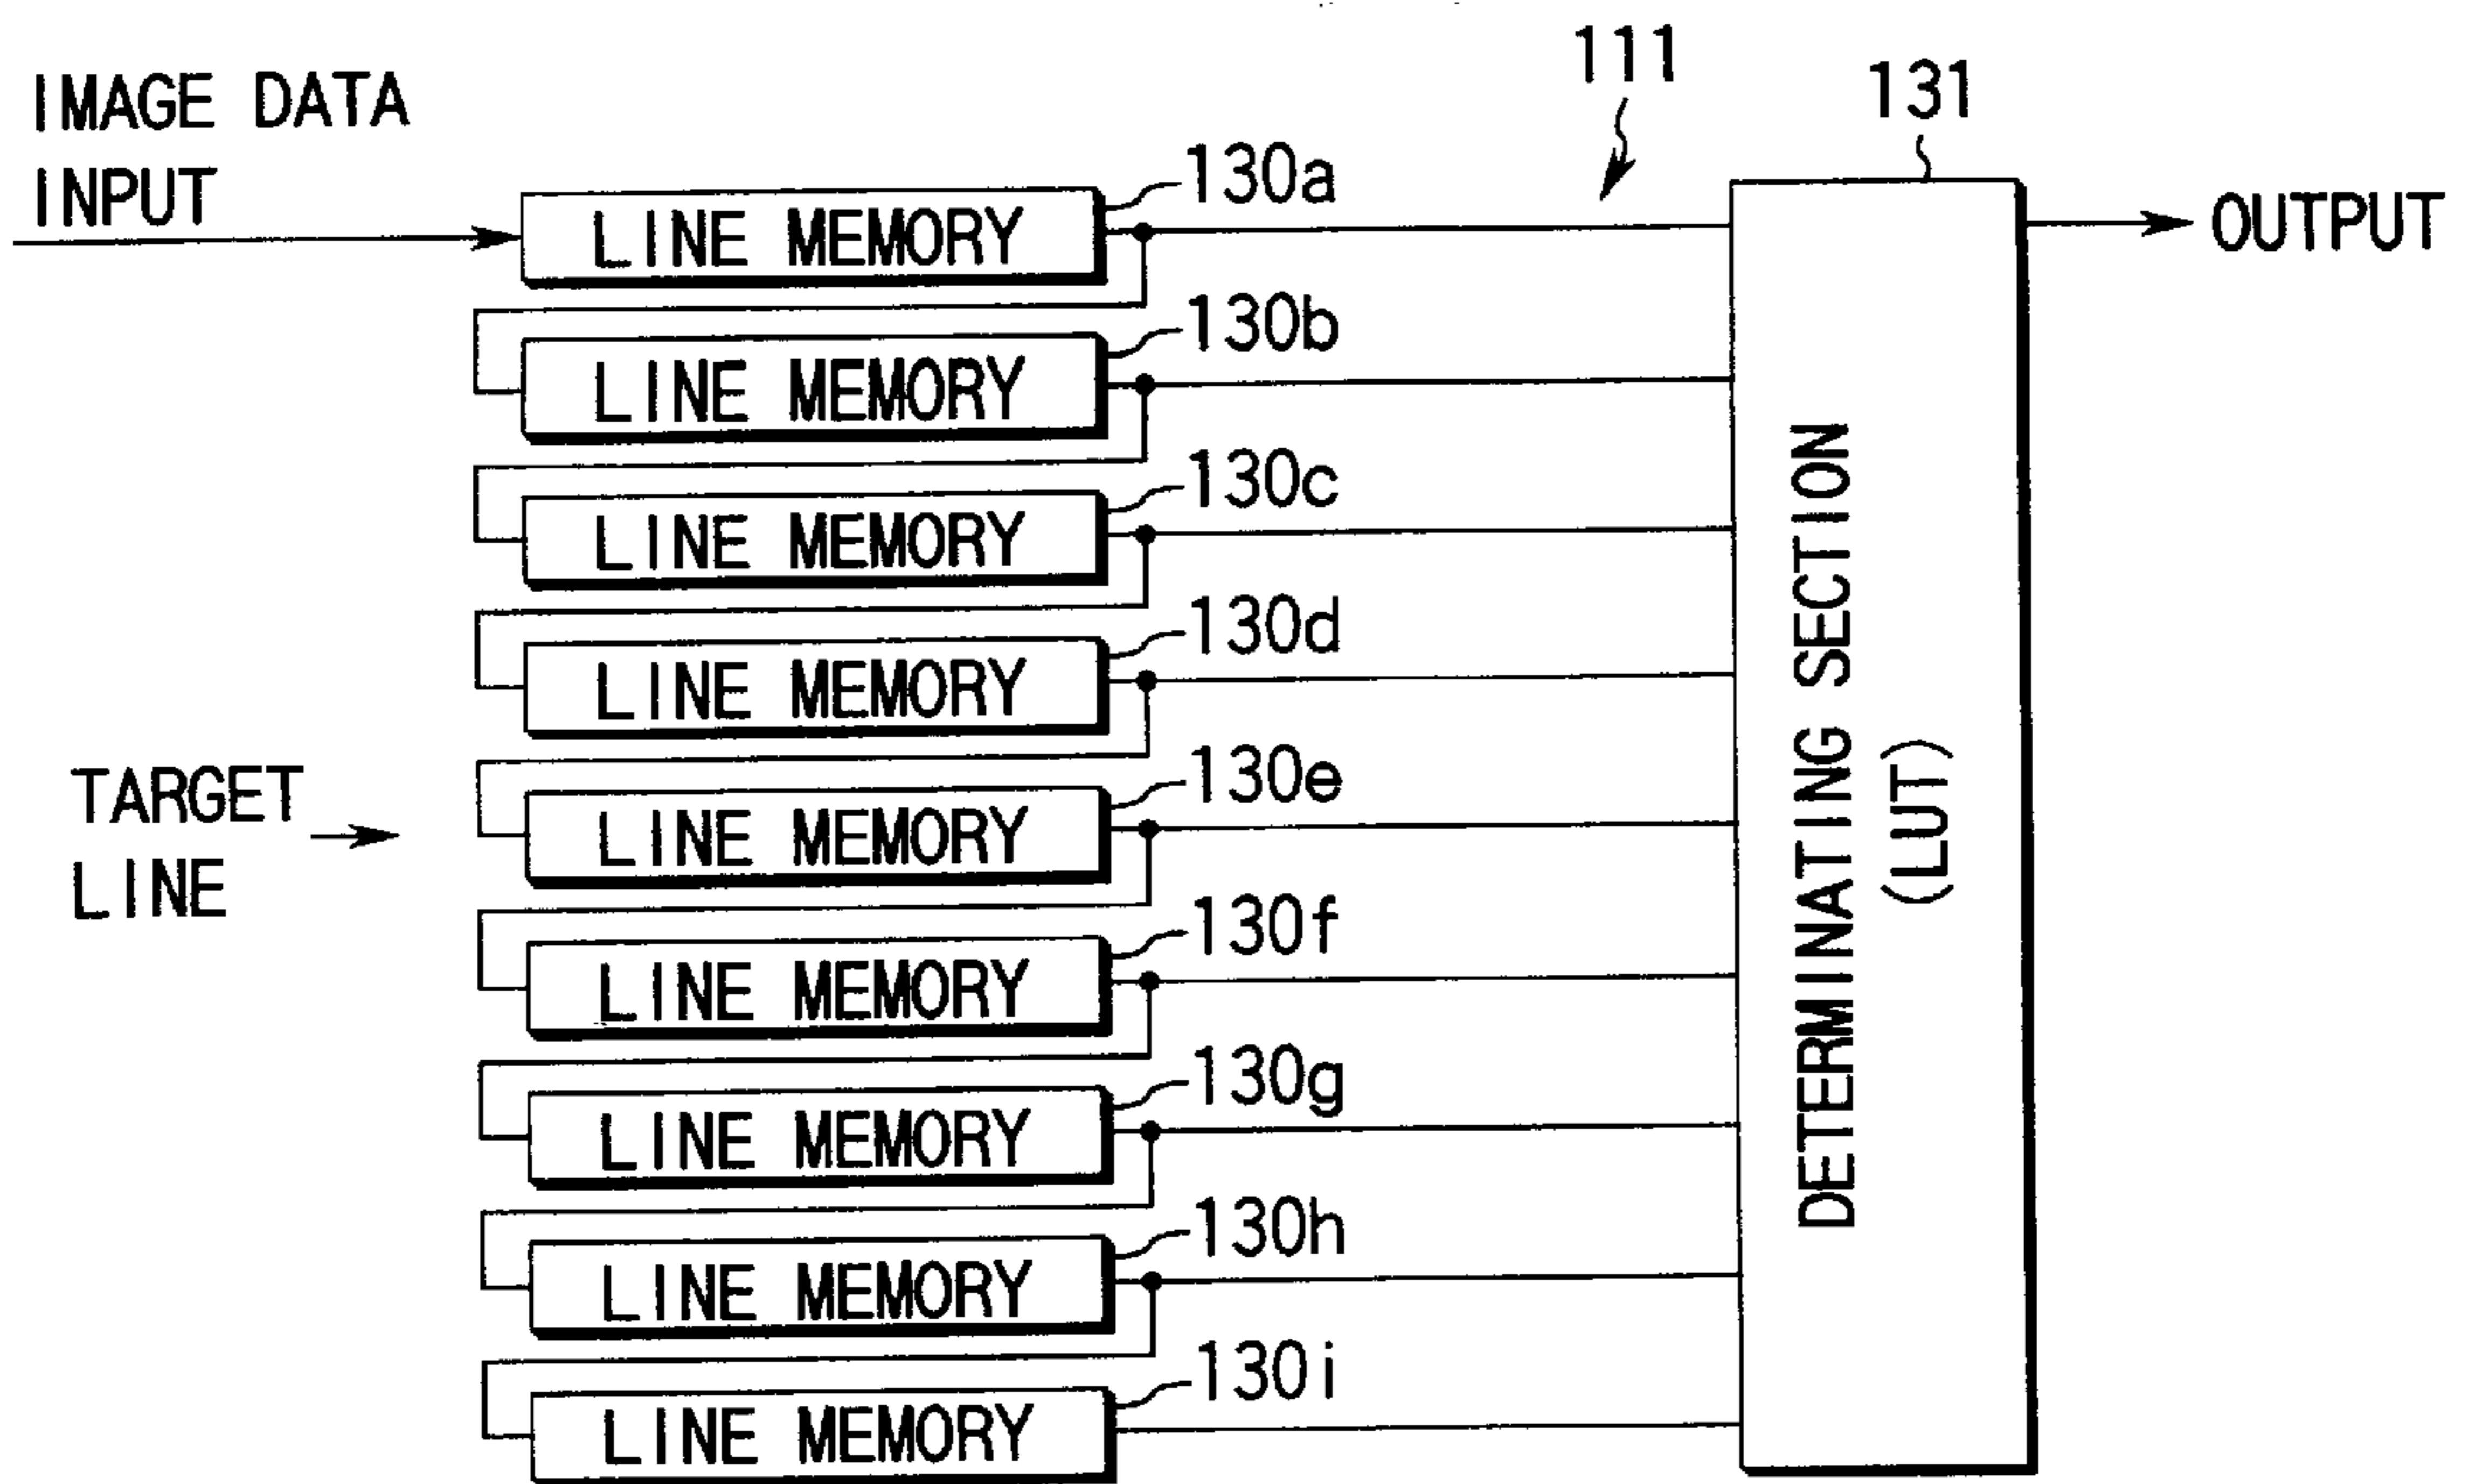 IMAGE DATA
INPUT
111
131
130a
LINE MEMORY
OUTPUT
130b
LINE MEMORY
130c
LINE MEMORY
130d
LINE MEMORY
TARGET
LINE
130e
LINE MEMORY
130f
LINE MEMORY
130g
LINE MEMORY
130h
LINE MEMORY
130i
LINE MEMORY
DETERMINATING SECTION
(LUT)